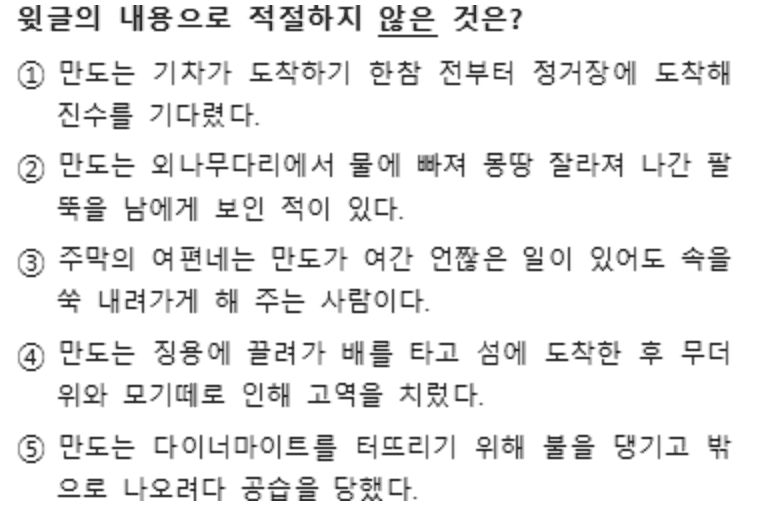 윗글의 내용으로 적절하지 않은 것은?
① 만도는 기차가 도착하기 한참 전부터 정거장에 도착해
진수를 기다렸다.
② 만도는 외나무다리에서 물에 빠져 몽땅 잘라져 나간 팔
뚝을 남에게 보인 적이 있다.
③ 주막의 여편네는 만도가 여간 언짢은 일이 있어도 속을
쑥 내려가게 해 주는 사람이다.
④ 만도는 징용에 끌려가 배를 타고 섬에 도착한 후 무더
위와 모기떼로 인해 고역을 치렀다.
⑤ 만도는 다이너마이트를 터뜨리기 위해 불을 댕기고 밖
으로 나오려다 공습을 당했다.